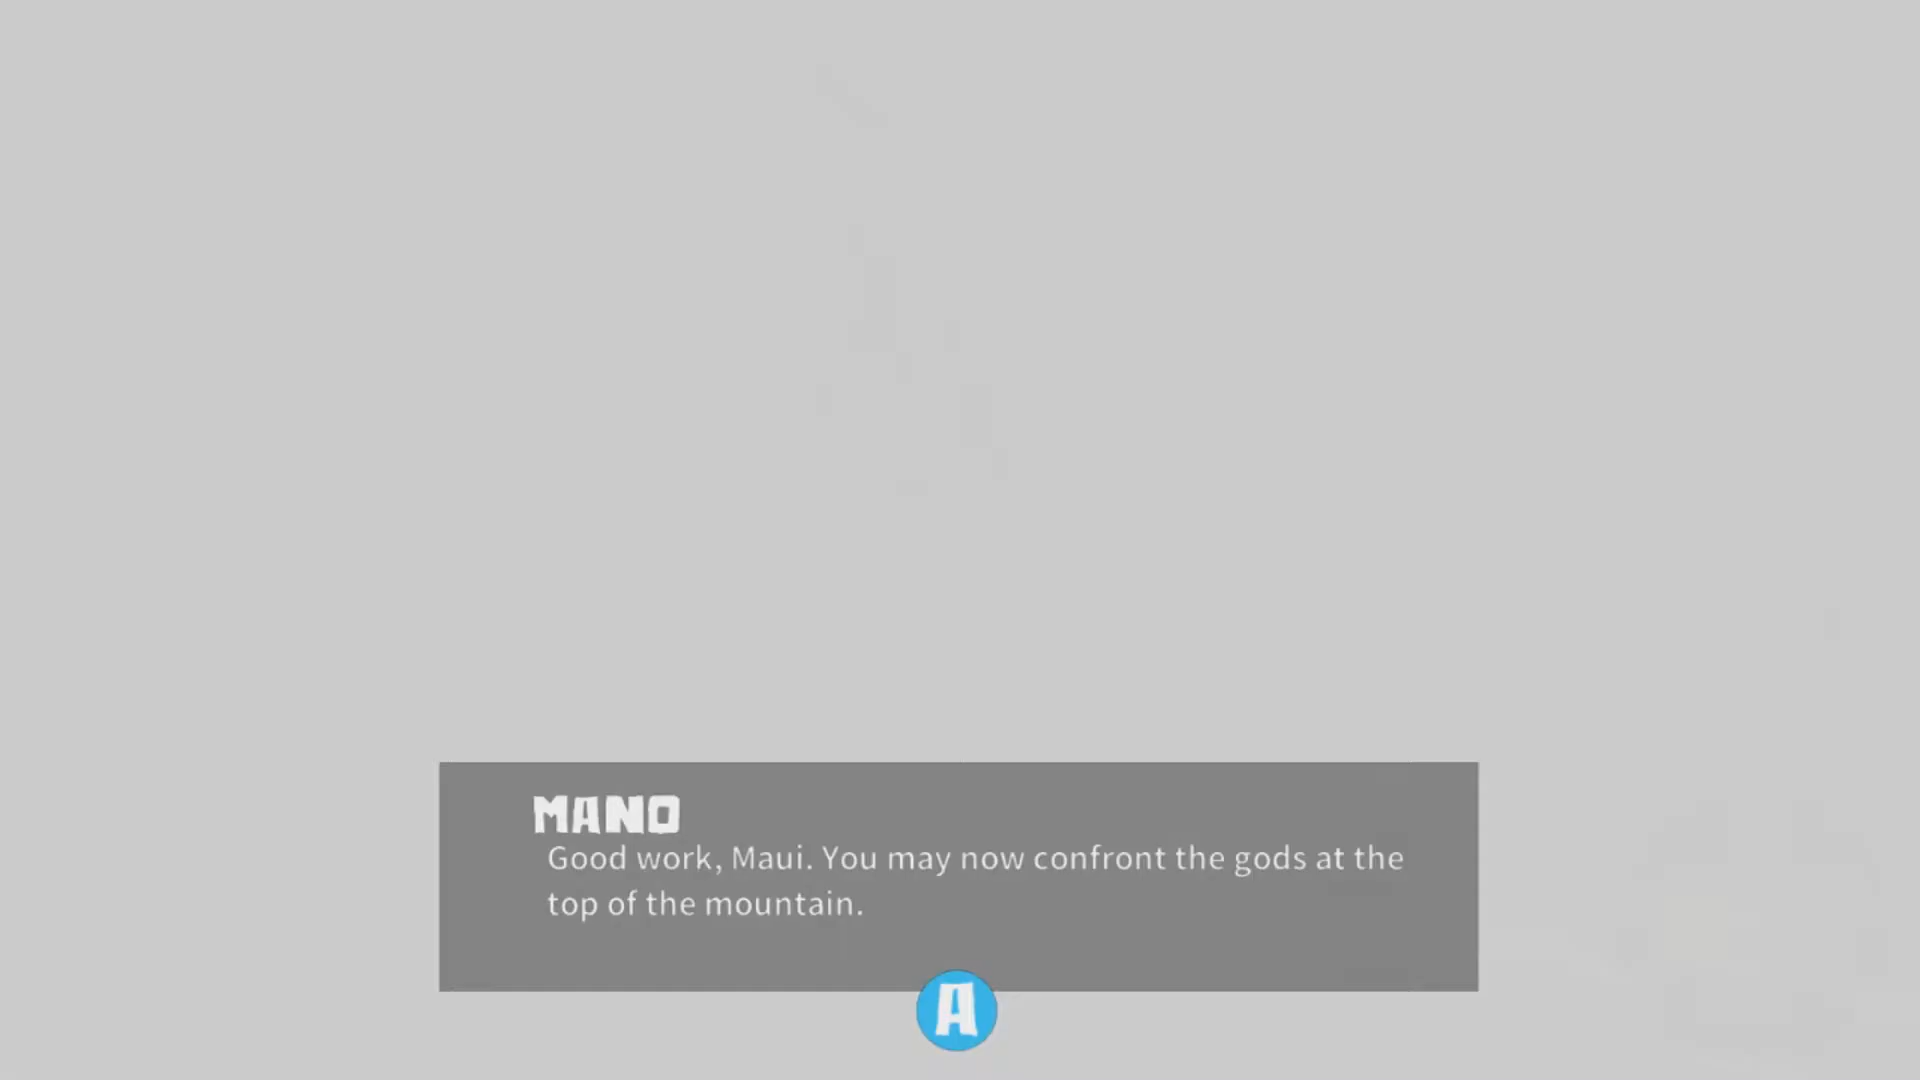 MANO
Good work, Maui. You may now confront the gods at the
top of the mountain.
A